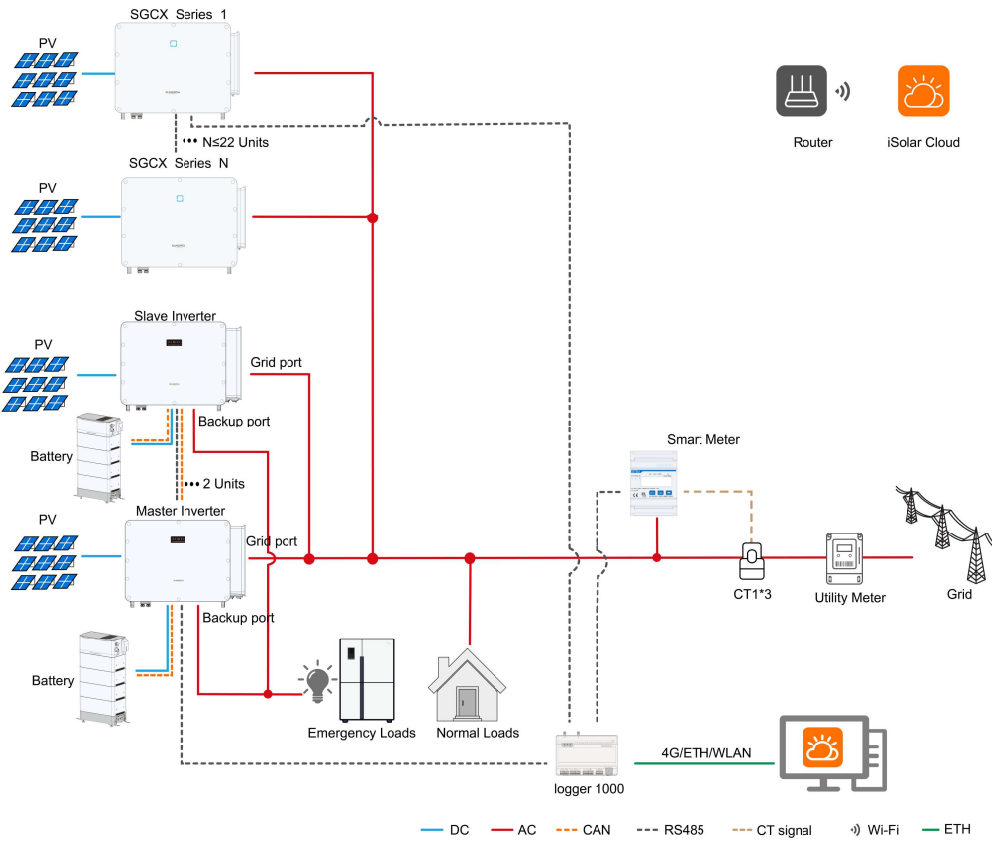 SGCX Series 1
PV
N≤22 Units
Router
iSolar Cloud
SGCX Series N
PV
Slave Inverter
PV
Grid port
Backup port
Battery
2 Units
Smart Meter
Master Inverter
PV
Grid port
CT1*3
Utility Meter
Grid
Backup port
Battery
Emergency Loads
Normal Loads
4G/ETH/WLAN
logger 1000
DC
AC
CAN
RS485
CT signal
Wi-Fi
ETH